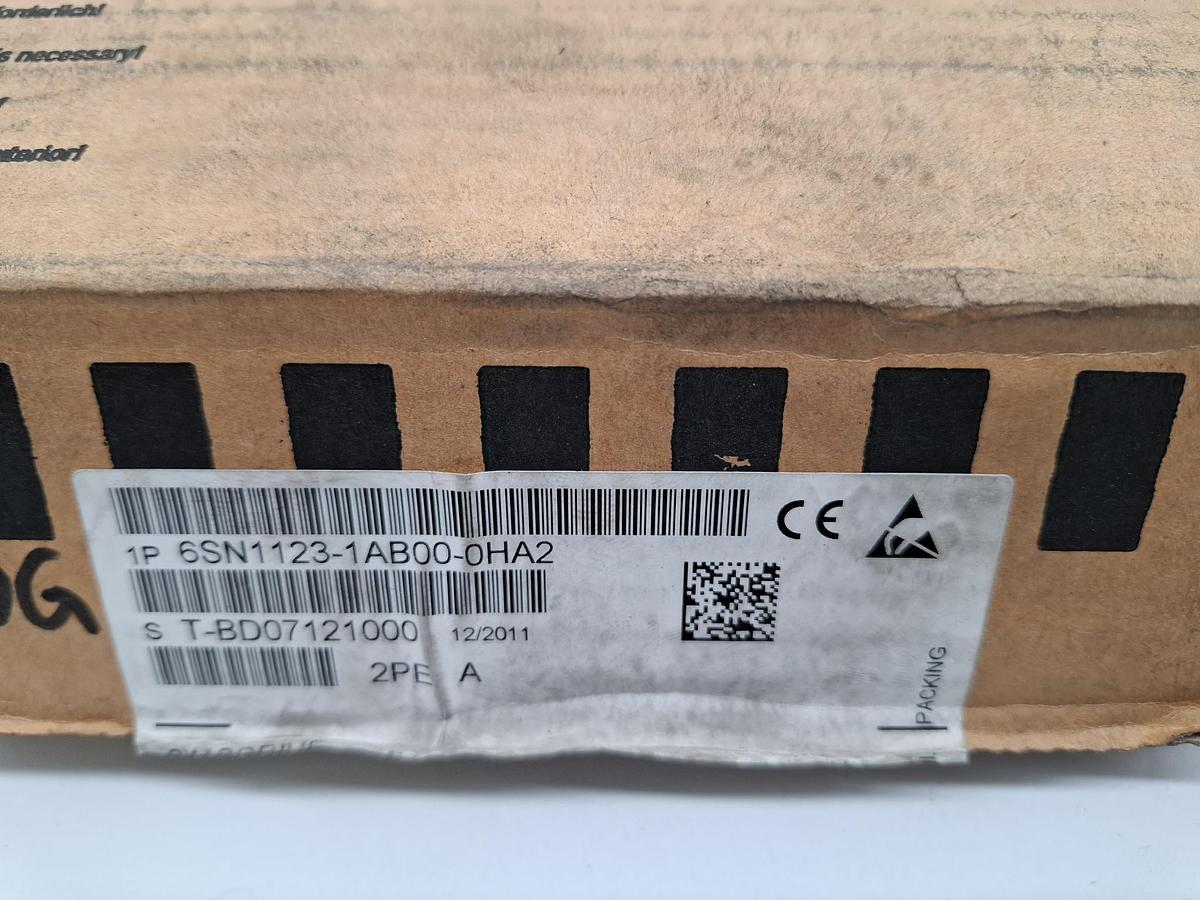 is necessary!
1P 6SN1123-1AB00-0HA2
CE
S T-BD07121000 12/2011
2PE A
PACKING